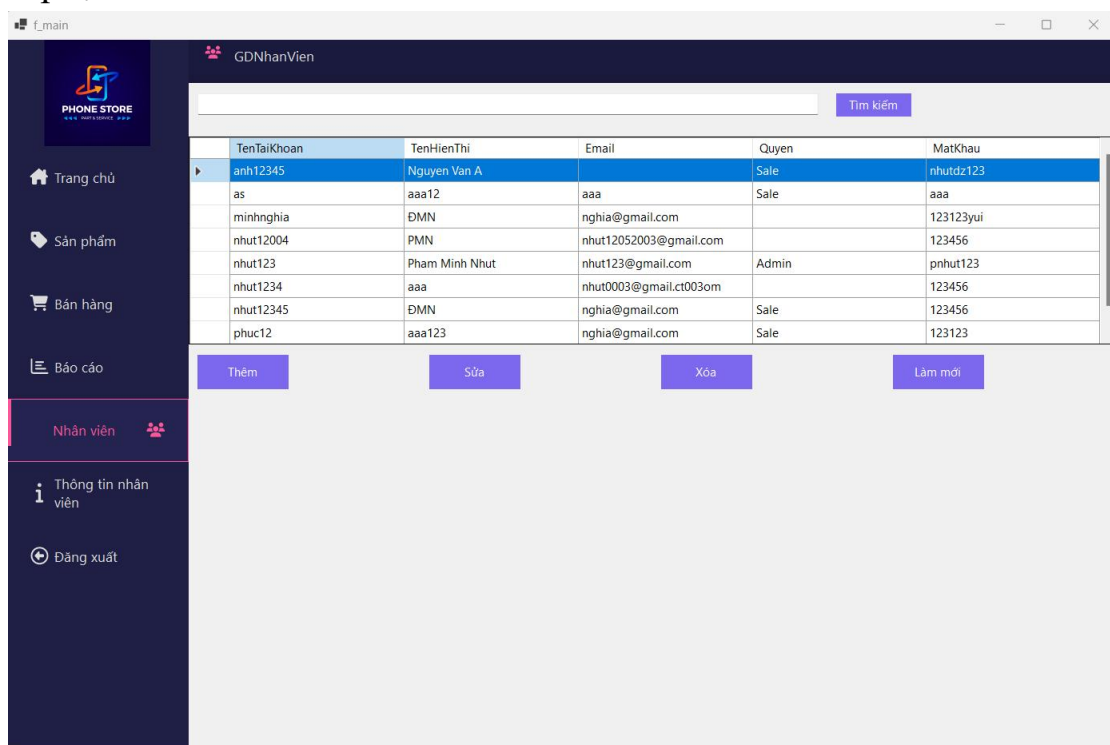 f_main
GDNhanVien
PHONE STORE
PART & SERVICE
Tìm kiếm
TenTaiKhoan TenHienThi Email Quyen MatKhau
anh12345 Nguyen Van A Sale nhutdz123
as aaa12 aaa Sale aaa
minhnghia ĐMN nghia@gmail.com 123123yui
nhut12004 PMN nhut12052003@gmail.com 123456
nhut123 Pham Minh Nhut nhut123@gmail.com Admin pnhut123
nhut1234 aaa nhut0003@gmail.ct003om 123456
nhut12345 ĐMN nghia@gmail.com Sale 123456
phuc12 aaa123 nghia@gmail.com Sale 123123
Thêm Sửa Xóa Làm mới
Trang chủ
Sản phẩm
Bán hàng
Báo cáo
Nhân viên
Thông tin nhân
viên
Đăng xuất